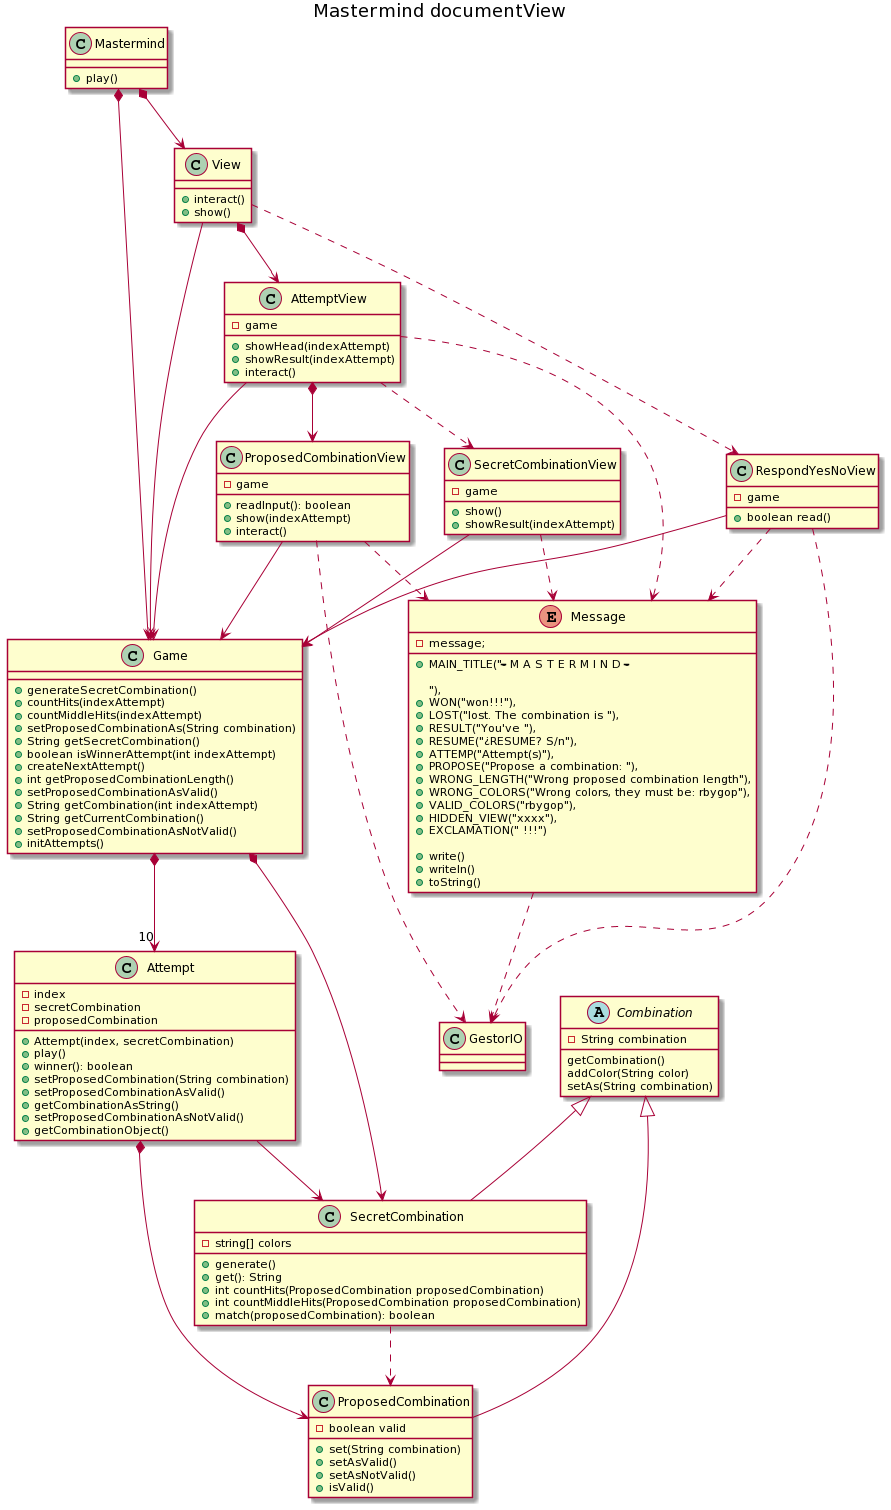 Mastermind documentView
C Mastermind
play()
C View
interact()
show()
C AttemptView
game
showHead(indexAttempt)
showResult(indexAttempt)
interact()
C ProposedCombinationView
game
readInput(): boolean
show(indexAttempt)
interact()
C SecretCombinationView
game
show()
showResult(indexAttempt)
C RespondYesNoView
game
boolean read()
C Game
generateSecretCombination()
countHits(indexAttempt)
countMiddleHits(indexAttempt)
setProposedCombinationAs(String combination)
String getSecretCombination()
boolean isWinnerAttempt(int indexAttempt)
createNextAttempt()
int getProposedCombinationLength()
setProposedCombinationAsValid()
String getCombination(int indexAttempt)
String getCurrentCombination()
setProposedCombinationAsNotValid()
initAttempts()
E Message
message;
MAIN_TITLE("☙ M A S T E R M I N D ☙
"),
WON("won!!!"),
LOST("lost. The combination is "),
RESULT("You've "),
RESUME("¿RESUME? S/n"),
ATTEMP("Attempt(s)"),
PROPOSE("Propose a combination: "),
WRONG_LENGTH("Wrong proposed combination length"),
WRONG_COLORS("Wrong colors, they must be: rbygop"),
VALID_COLORS("rbygop"),
HIDDEN_VIEW("xxxx"),
EXCLAMATION(" !!!")
write()
writeln()
toString()
10
C Attempt
index
secretCombination
proposedCombination
Attempt(index, secretCombination)
play()
winner(): boolean
setProposedCombination(String combination)
setProposedCombinationAsValid()
getCombinationAsString()
setProposedCombinationAsNotValid()
getCombinationObject()
C GestorIO
A Combination
String combination
getCombination()
addColor(String color)
setAs(String combination)
C SecretCombination
string[] colors
generate()
get(): String
int countHits(ProposedCombination proposedCombination)
int countMiddleHits(ProposedCombination proposedCombination)
match(proposedCombination): boolean
C ProposedCombination
boolean valid
set(String combination)
setAsValid()
setAsNotValid()
isValid()